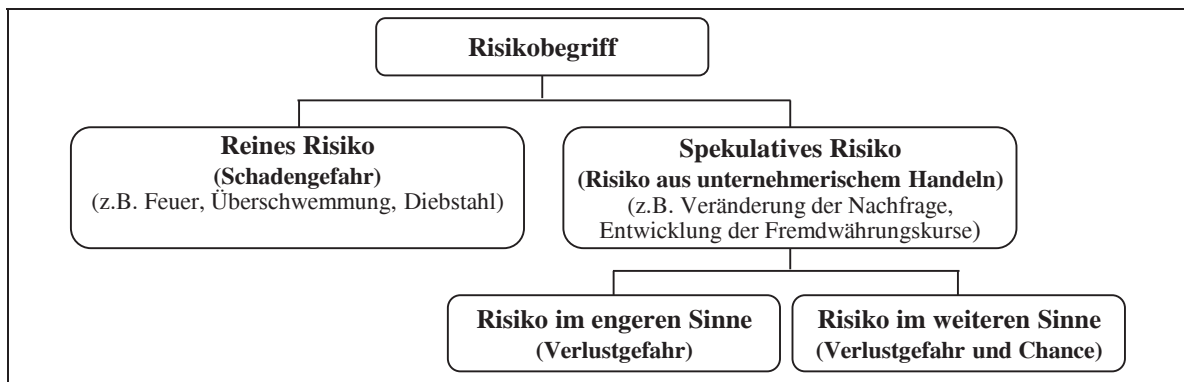 Risikobegriff
Reines Risiko
(Schadengefahr)
(z.B. Feuer, Überschwemmung, Diebstahl)
Spekulatives Risiko
(Risiko aus unternehmerischem Handeln)
(z.B. Veränderung der Nachfrage,
Entwicklung der Fremdwährungskurse)
Risiko im engeren Sinne
(Verlustgefahr)
Risiko im weiteren Sinne
(Verlustgefahr und Chance)